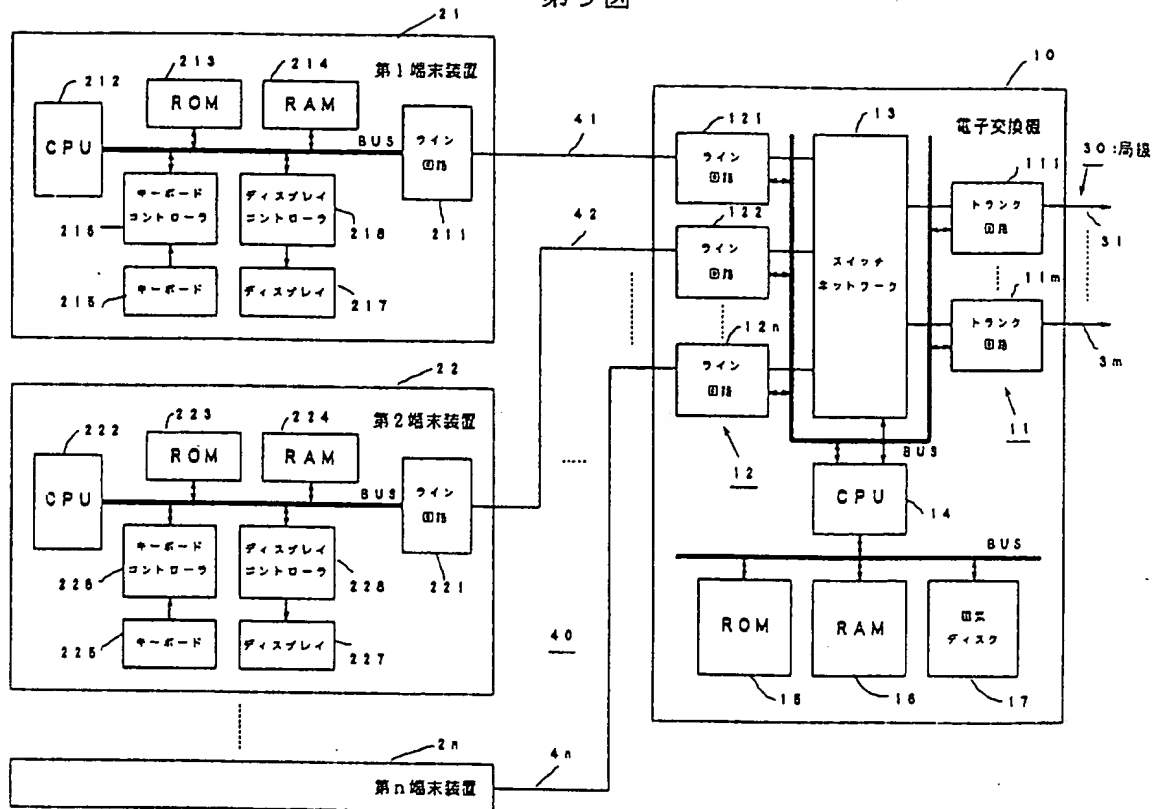 21
第1端末装置
212
CPU
213
ROM
214
RAM
BUS
ライン
回路
211
キーボード
コントローラ
216
ディスプレイ
コントローラ
218
キーボード
215
ディスプレイ
217
22
第2端末装置
222
CPU
223
ROM
224
RAM
BUS
ライン
回路
221
キーボード
コントローラ
226
ディスプレイ
コントローラ
228
キーボード
225
ディスプレイ
227
2n
第n端末装置
41
42
40
4n
10
電子交換機
121
ライン
回路
122
ライン
回路
12n
ライン
回路
12
13
スイッチ
ネットワーク
BUS
111
トランク
回路
11m
トランク
回路
11
30:局線
31
3m
CPU
14
BUS
ROM
15
RAM
16
磁気
ディスク
17